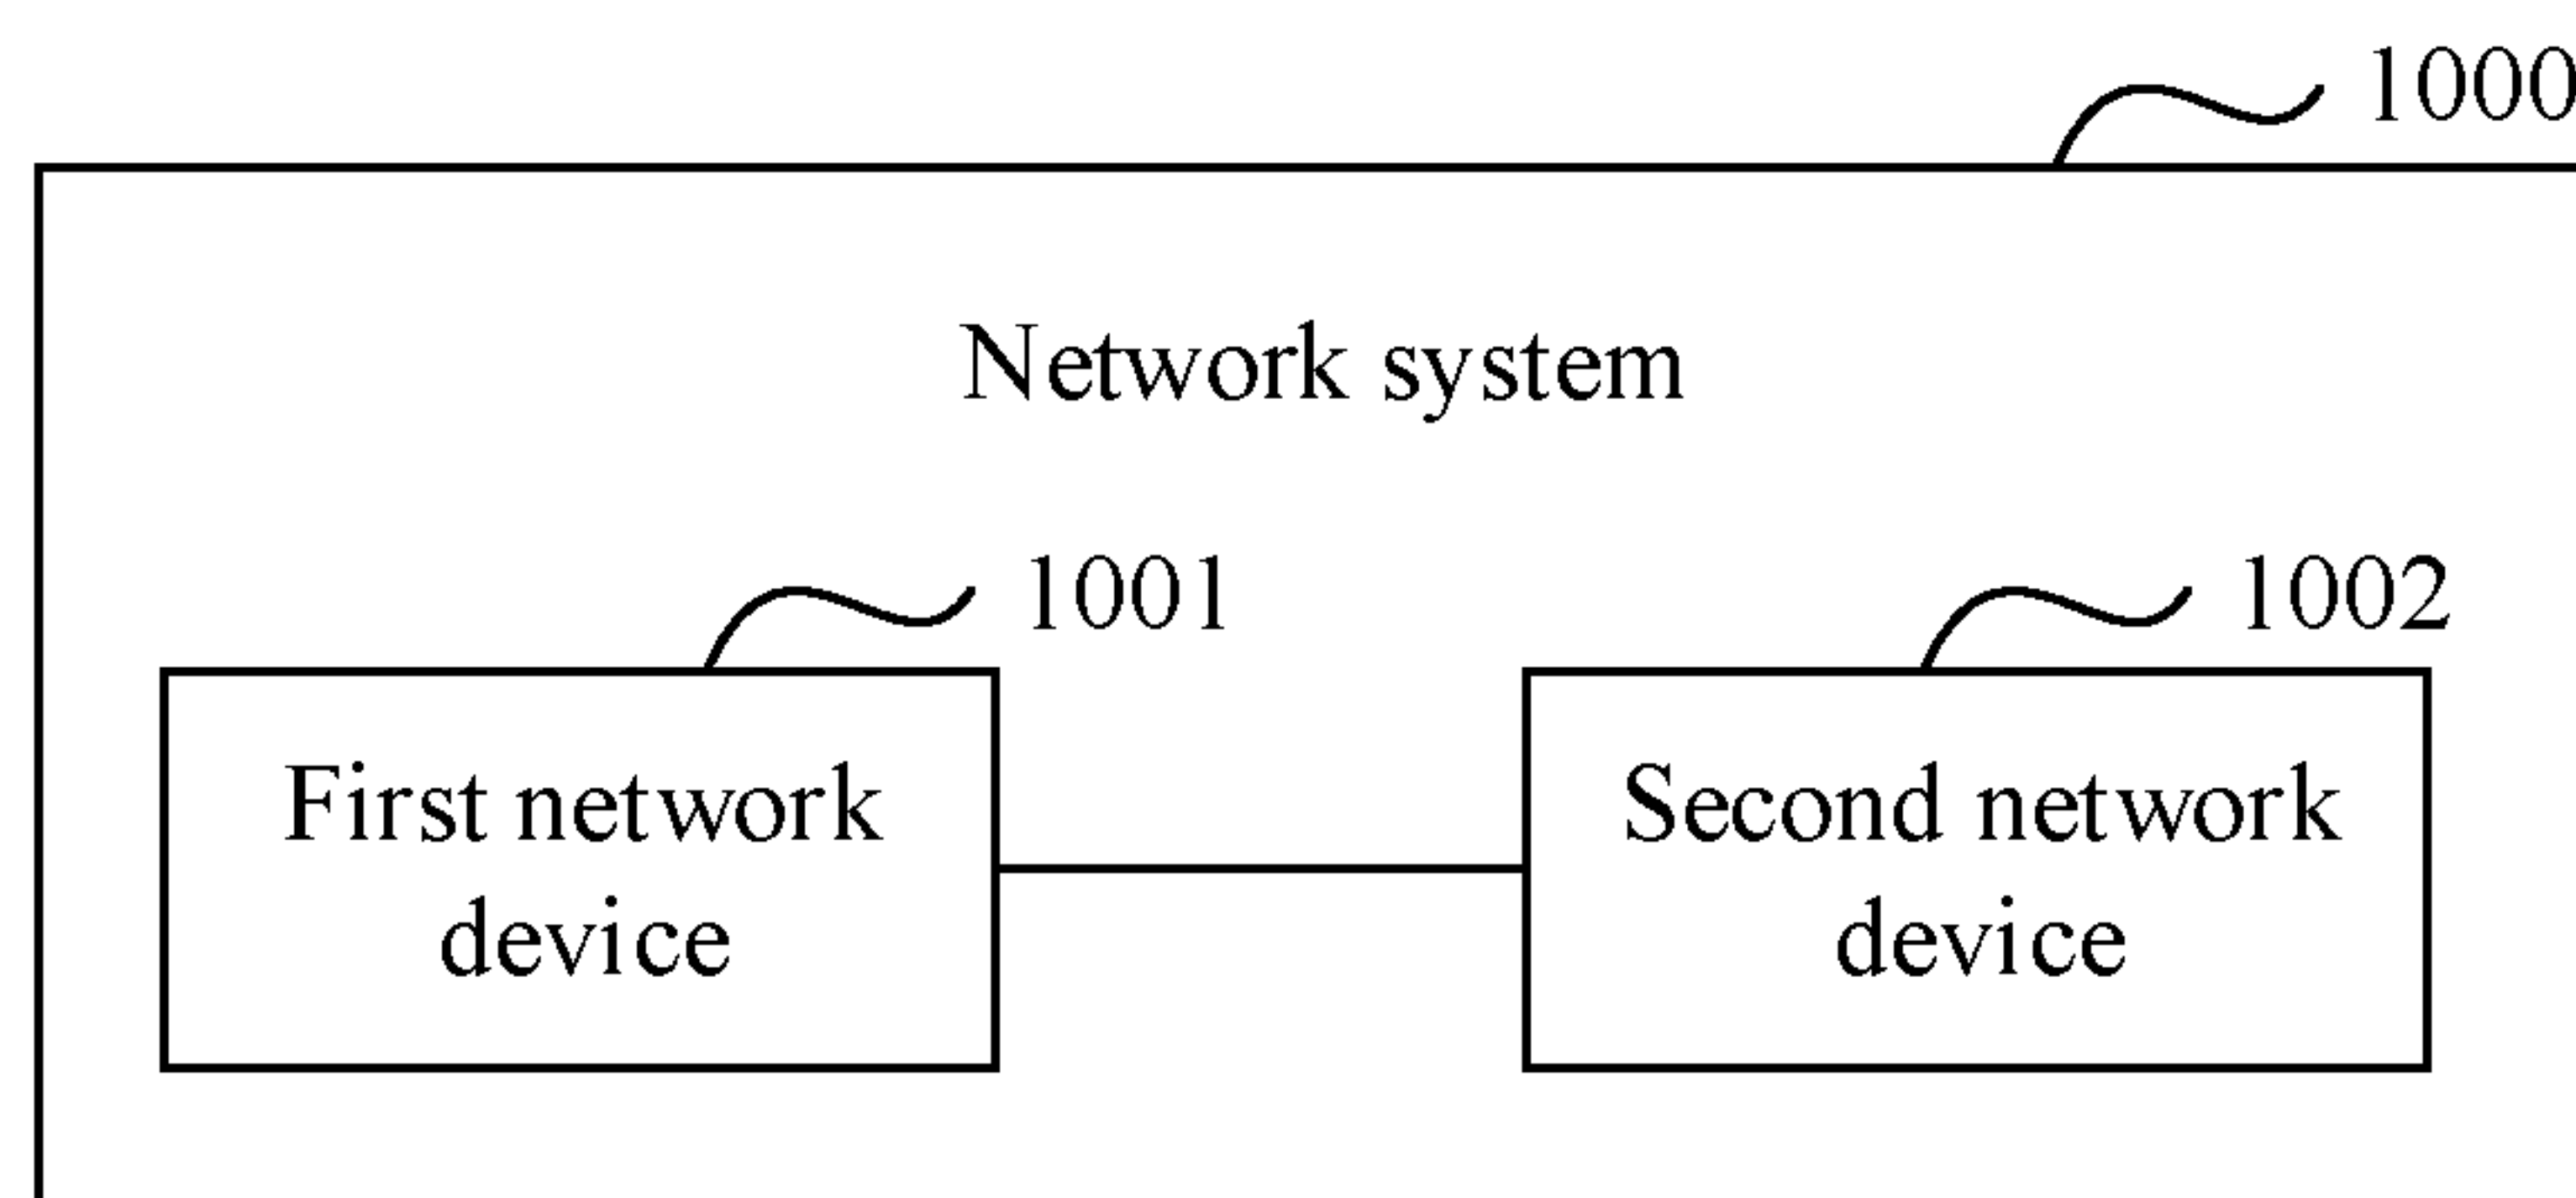 1000
Network system
1001
1002
First network
device
Second network
device